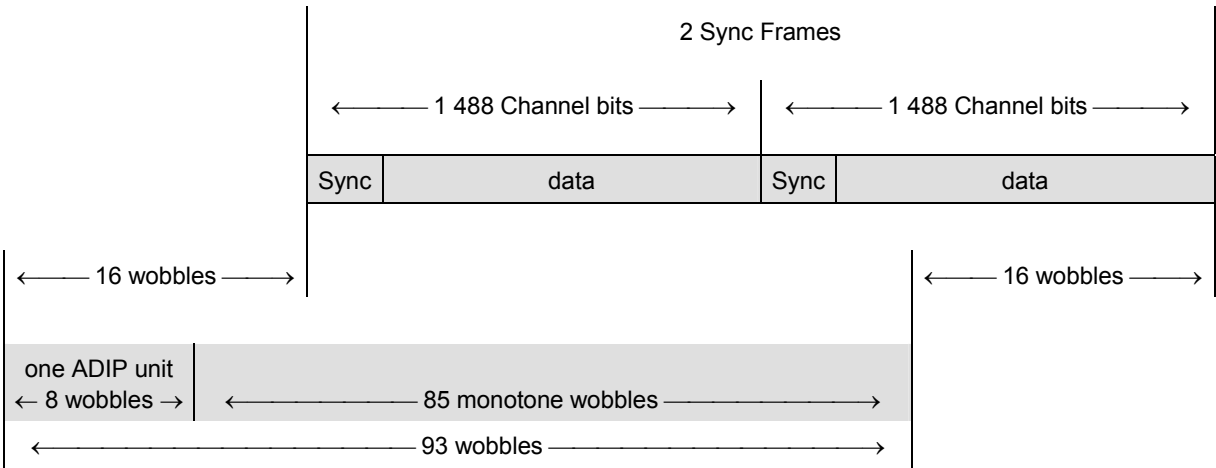 2 Sync Frames
← 1 488 Channel bits → ← 1 488 Channel bits →
Sync data Sync data
← 16 wobbles → ← 16 wobbles →
one ADIP unit
← 8 wobbles → ← 85 monotone wobbles →
← 93 wobbles →